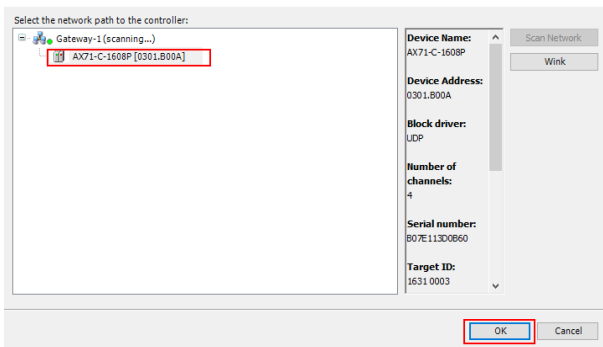 Select the network path to the controller:
Gateway-1 (scanning...)
AX71-C-1608P [0301.B00A]
Device Name:
AX71-C-1608P
Device Address:
0301.B00A
Block driver:
UDP
Number of
channels:
4
Serial number:
B07E113D0B60
Target ID:
1631 0003
Scan Network
Wink
OK
Cancel